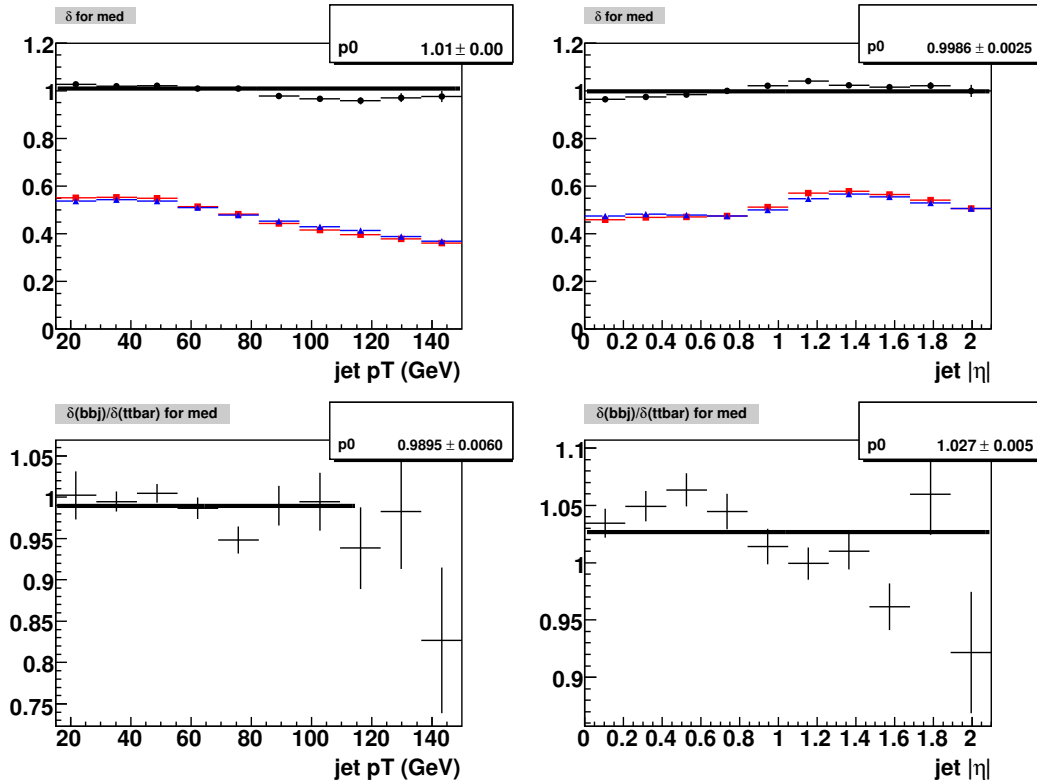 δ for med
p0 1.01 ± 0.00
1.2
1
0.8
0.6
0.4
0.2
0
20 40 60 80 100 120 140
jet pT (GeV)
δ for med
p0 0.9986 ± 0.0025
1.2
1
0.8
0.6
0.4
0.2
0
0 0.2 0.4 0.6 0.8 1 1.2 1.4 1.6 1.8 2
jet |η|
δ(bbj)/δ(ttbar) for med
p0 0.9895 ± 0.0060
1.05
1
0.95
0.9
0.85
0.8
0.75
20 40 60 80 100 120 140
jet pT (GeV)
δ(bbj)/δ(ttbar) for med
p0 1.027 ± 0.005
1.1
1.05
1
0.95
0.9
0 0.2 0.4 0.6 0.8 1 1.2 1.4 1.6 1.8 2
jet |η|